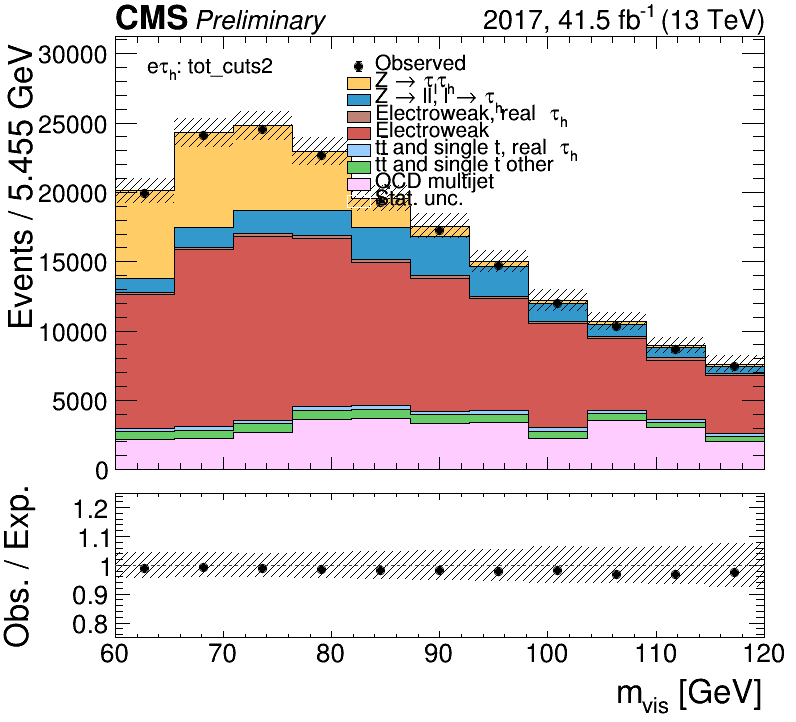 CMS Preliminary 2017, 41.5 fb⁻¹ (13 TeV)
Events / 5.455 GeV
30000
25000
20000
15000
10000
5000
0
eτh: tot_cuts2
Observed
Z → τlτh
Z → ll, l → τh
Electroweak, real τh
Electroweak
tt and single t, real τh
tt and single t other
QCD multijet
Stat. unc.
Obs. / Exp.
1.2
1.1
1
0.9
0.8
60 70 80 90 100 110 120
mvis [GeV]